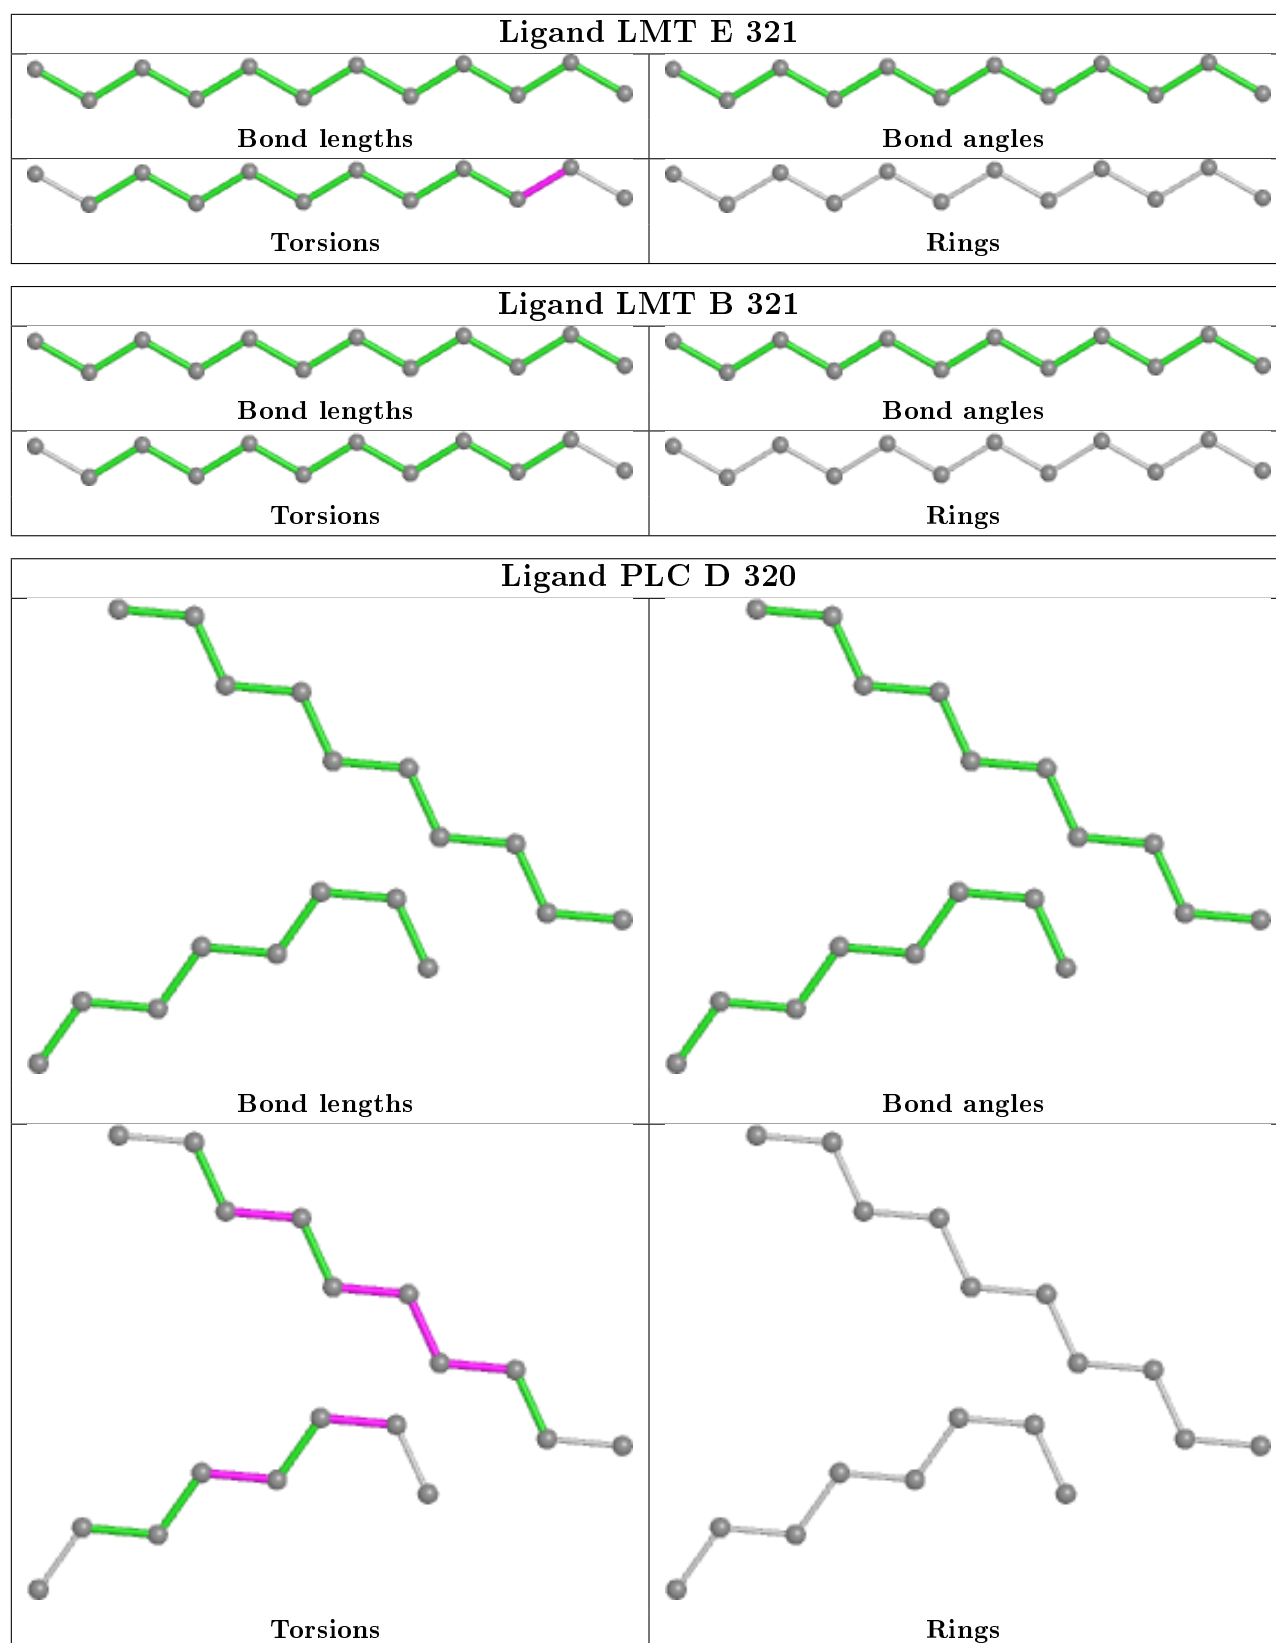 Ligand LMT E 321
Bond lengths
Bond angles
Torsions
Rings
Ligand LMT B 321
Bond lengths
Bond angles
Torsions
Rings
Ligand PLC D 320
Bond lengths
Bond angles
Torsions
Rings